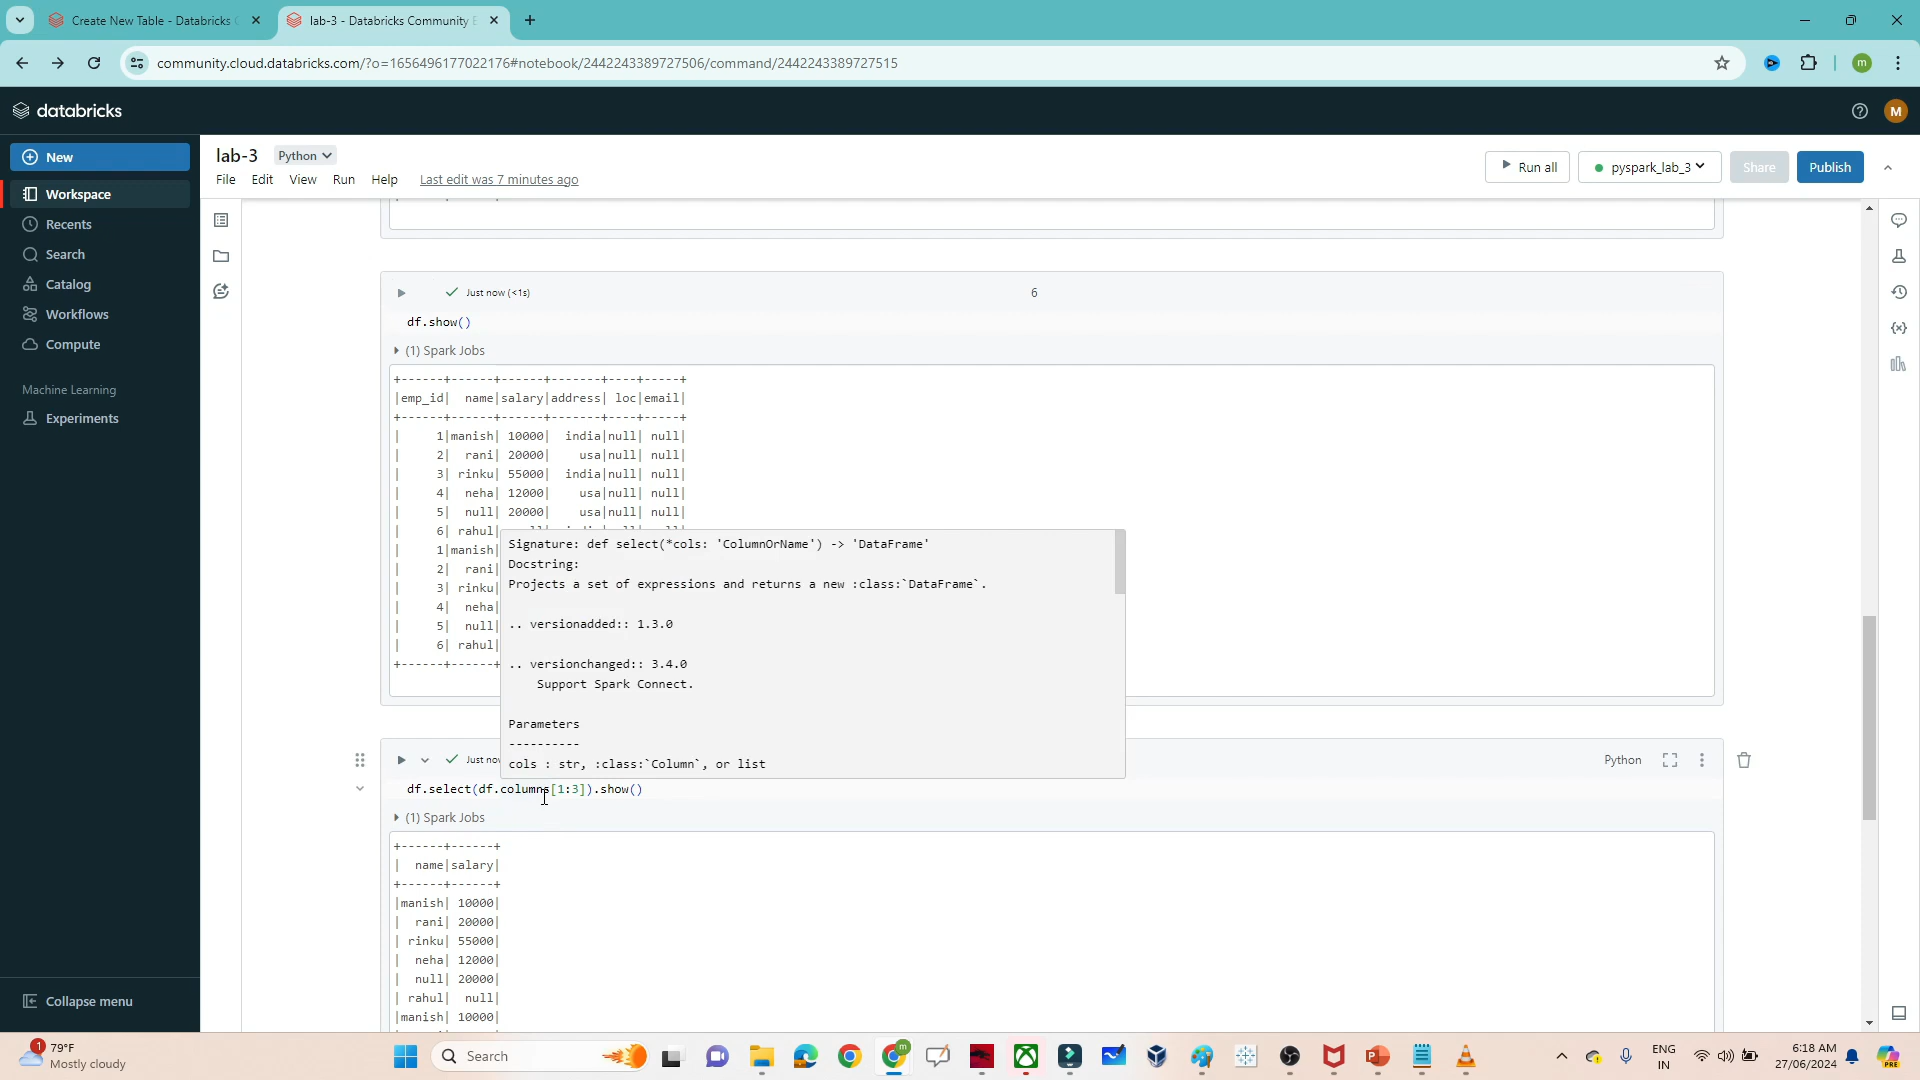 Create New Table - Databricks C
lab-3 - Databricks Community E
community.cloud.databricks.com/?o=1656496177022176#notebook/2442243389727506/command/2442243389727515
m
databricks
M
New
Workspace
Recents
Search
Catalog
Workflows
Compute
Machine Learning
Experiments
Collapse menu
lab-3 Python
File Edit View Run Help Last edit was 7 minutes ago
Run all
pyspark_lab_3
Share
Publish
Just now (<1s)
6
df.show()
(1) Spark Jobs
+------+------+------+-------+----+-----+
|emp_id|  name|salary|address| loc|email|
+------+------+------+-------+----+-----+
|     1|manish| 10000|  india|null| null|
|     2|  rani| 20000|    usa|null| null|
|     3| rinku| 55000|  india|null| null|
|     4|  neha| 12000|    usa|null| null|
|     5|  null| 20000|    usa|null| null|
|     6| rahul|
|     1|manish|
|     2|  rani|
|     3| rinku|
|     4|  neha|
|     5|  null|
|     6| rahul|
+------+------+
Signature: def select(*cols: 'ColumnOrName') -> 'DataFrame'
Docstring:
Projects a set of expressions and returns a new :class:`DataFrame`.
.. versionadded:: 1.3.0
.. versionchanged:: 3.4.0
Support Spark Connect.
Parameters
----------
cols : str, :class:`Column`, or list
Just now
Python
df.select(df.columns[1:3]).show()
(1) Spark Jobs
+------+------+
|  name|salary|
+------+------+
|manish| 10000|
|  rani| 20000|
| rinku| 55000|
|  neha| 12000|
|  null| 20000|
| rahul|  null|
|manish| 10000|
1
79°F
Mostly cloudy
Search
m
ENG
IN
6:18 AM
27/06/2024
PRE